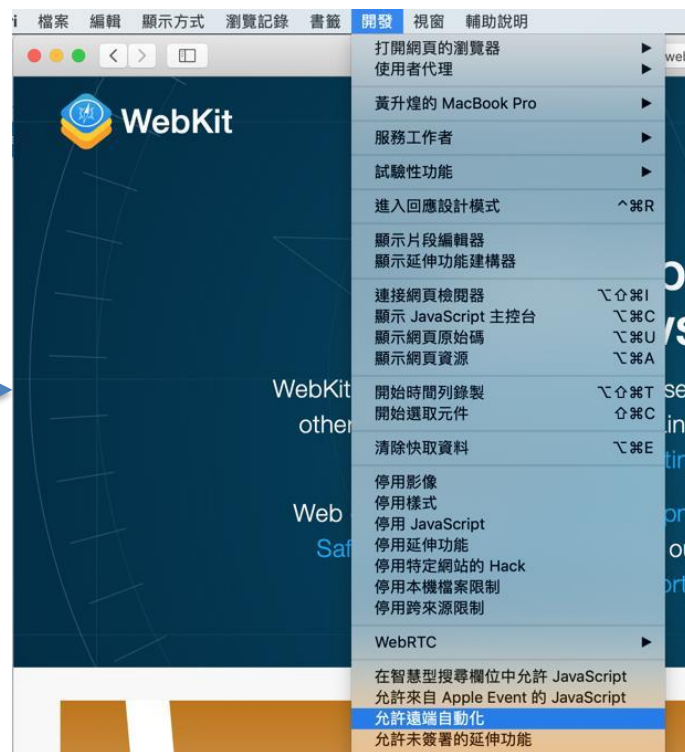 i 檔案 編輯 顯示方式 瀏覽記錄 書籤 開發 視窗 輔助說明
打開網頁的瀏覽器
使用者代理
黃升煌的 MacBook Pro
服務工作者
試驗性功能
進入回應設計模式 ^⌘R
顯示片段編輯器
顯示延伸功能建構器
連接網頁檢閱器 ⌥⇧⌘I
顯示 JavaScript 主控台 ⌥⌘C
顯示網頁原始碼 ⌥⌘U
顯示網頁資源 ⌥⌘A
開始時間列錄製 ⌥⇧⌘T
開始選取元件 ⇧⌘C
清除快取資料 ⌥⌘E
停用影像
停用樣式
停用 JavaScript
停用延伸功能
停用特定網站的 Hack
停用本機檔案限制
停用跨來源限制
WebRTC
在智慧型搜尋欄位中允許 JavaScript
允許來自 Apple Event 的 JavaScript
允許遠端自動化
允許未簽署的延伸功能
WebKit
WebKit
other
Web
Saf